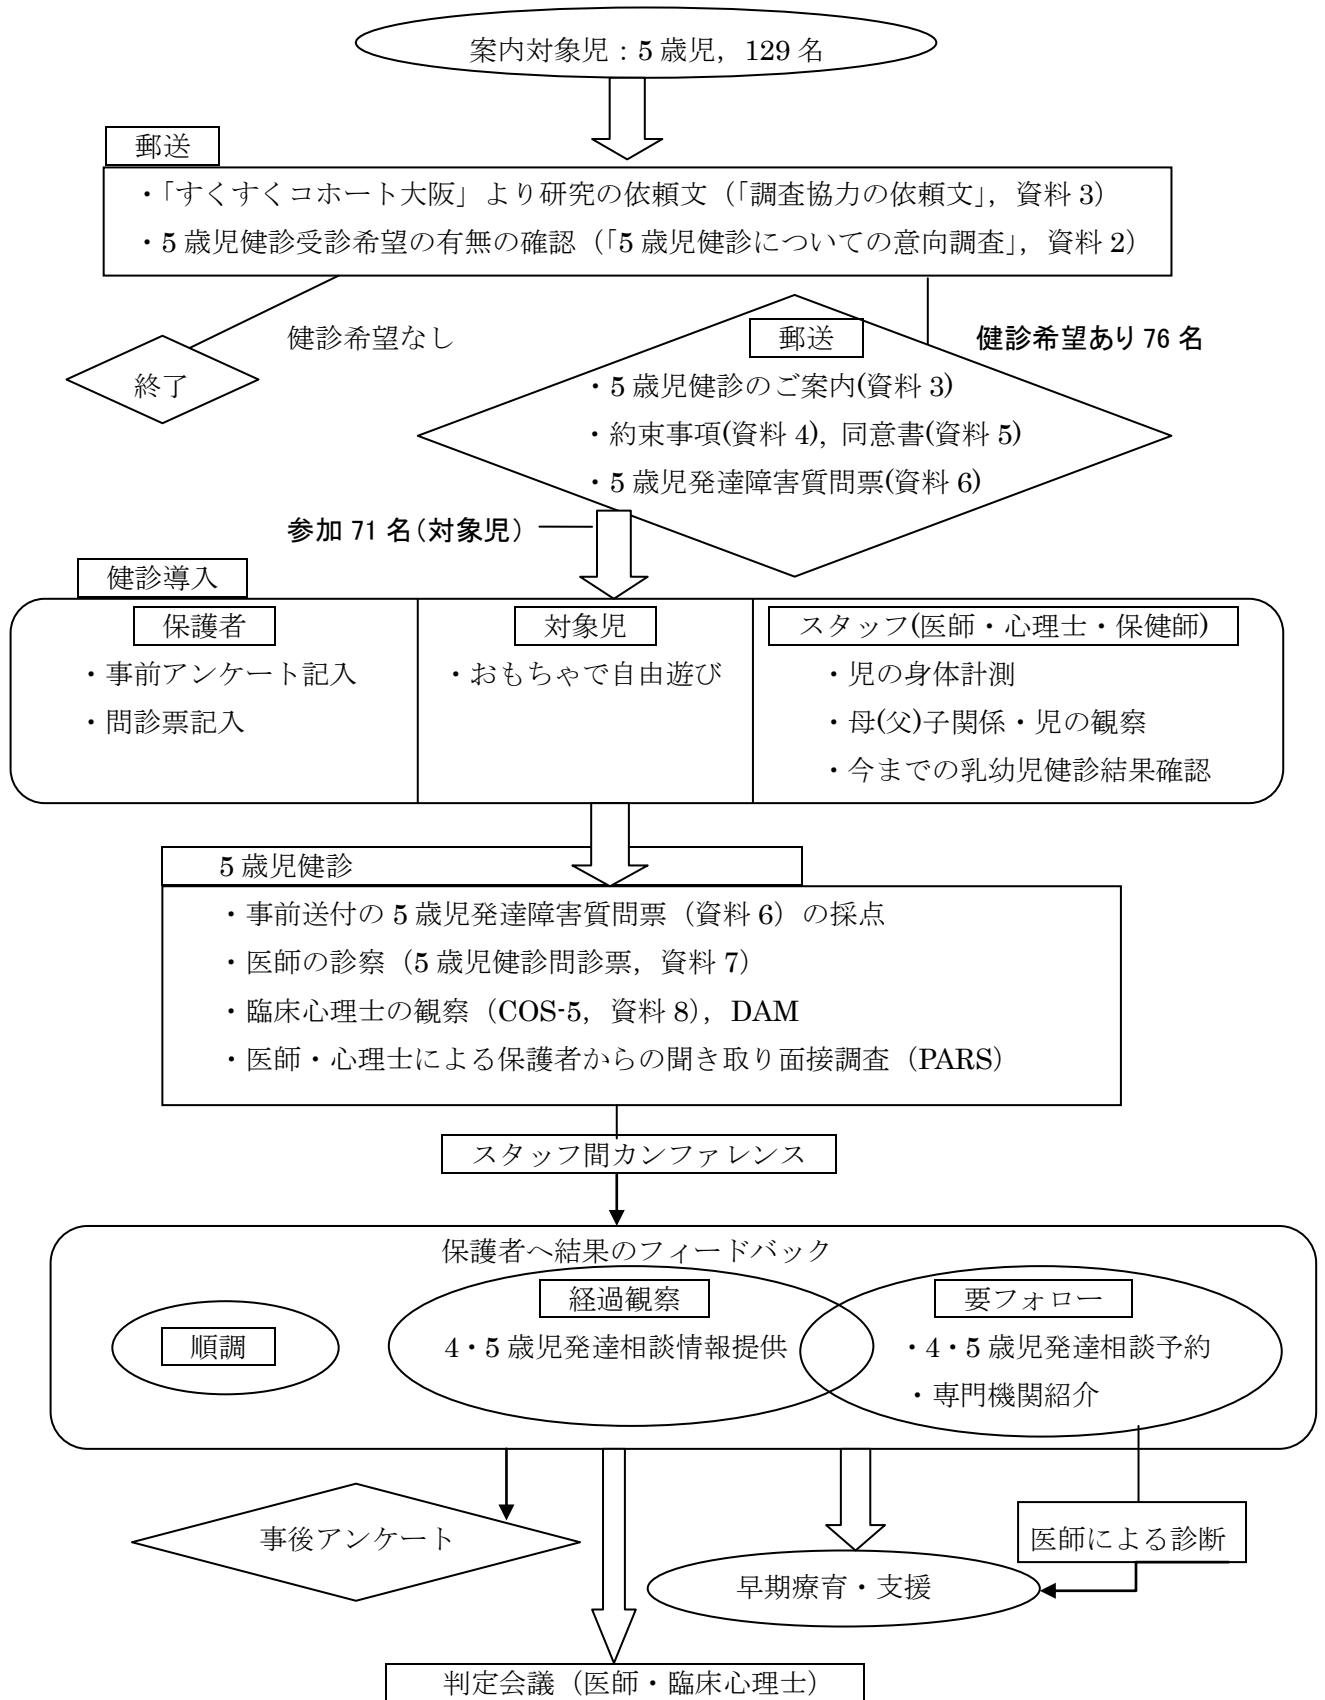 案内対象児：5歳児，129名
郵送
・「すくすくコホート大阪」より研究の依頼文（「調査協力の依頼文」，資料3）
・5歳児健診受診希望の有無の確認（「5歳児健診についての意向調査」，資料2）
健診希望なし
終了
健診希望あり76名
郵送
・5歳児健診のご案内(資料3)
・約束事項(資料4)，同意書(資料5)
・5歳児発達障害質問票(資料6)
参加71名（対象児）
健診導入
保護者
・事前アンケート記入
・問診票記入
対象児
・おもちゃで自由遊び
スタッフ(医師・心理士・保健師)
・児の身体計測
・母(父)子関係・児の観察
・今までの乳幼児健診結果確認
5歳児健診
・事前送付の5歳児発達障害質問票（資料6）の採点
・医師の診察（5歳児健診問診票，資料7）
・臨床心理士の観察（COS-5，資料8），DAM
・医師・心理士による保護者からの聞き取り面接調査（PARS）
スタッフ間カンファレンス
保護者へ結果のフィードバック
順調
経過観察
4・5歳児発達相談情報提供
要フォロー
・4・5歳児発達相談予約
・専門機関紹介
事後アンケート
医師による診断
早期療育・支援
判定会議（医師・臨床心理士）